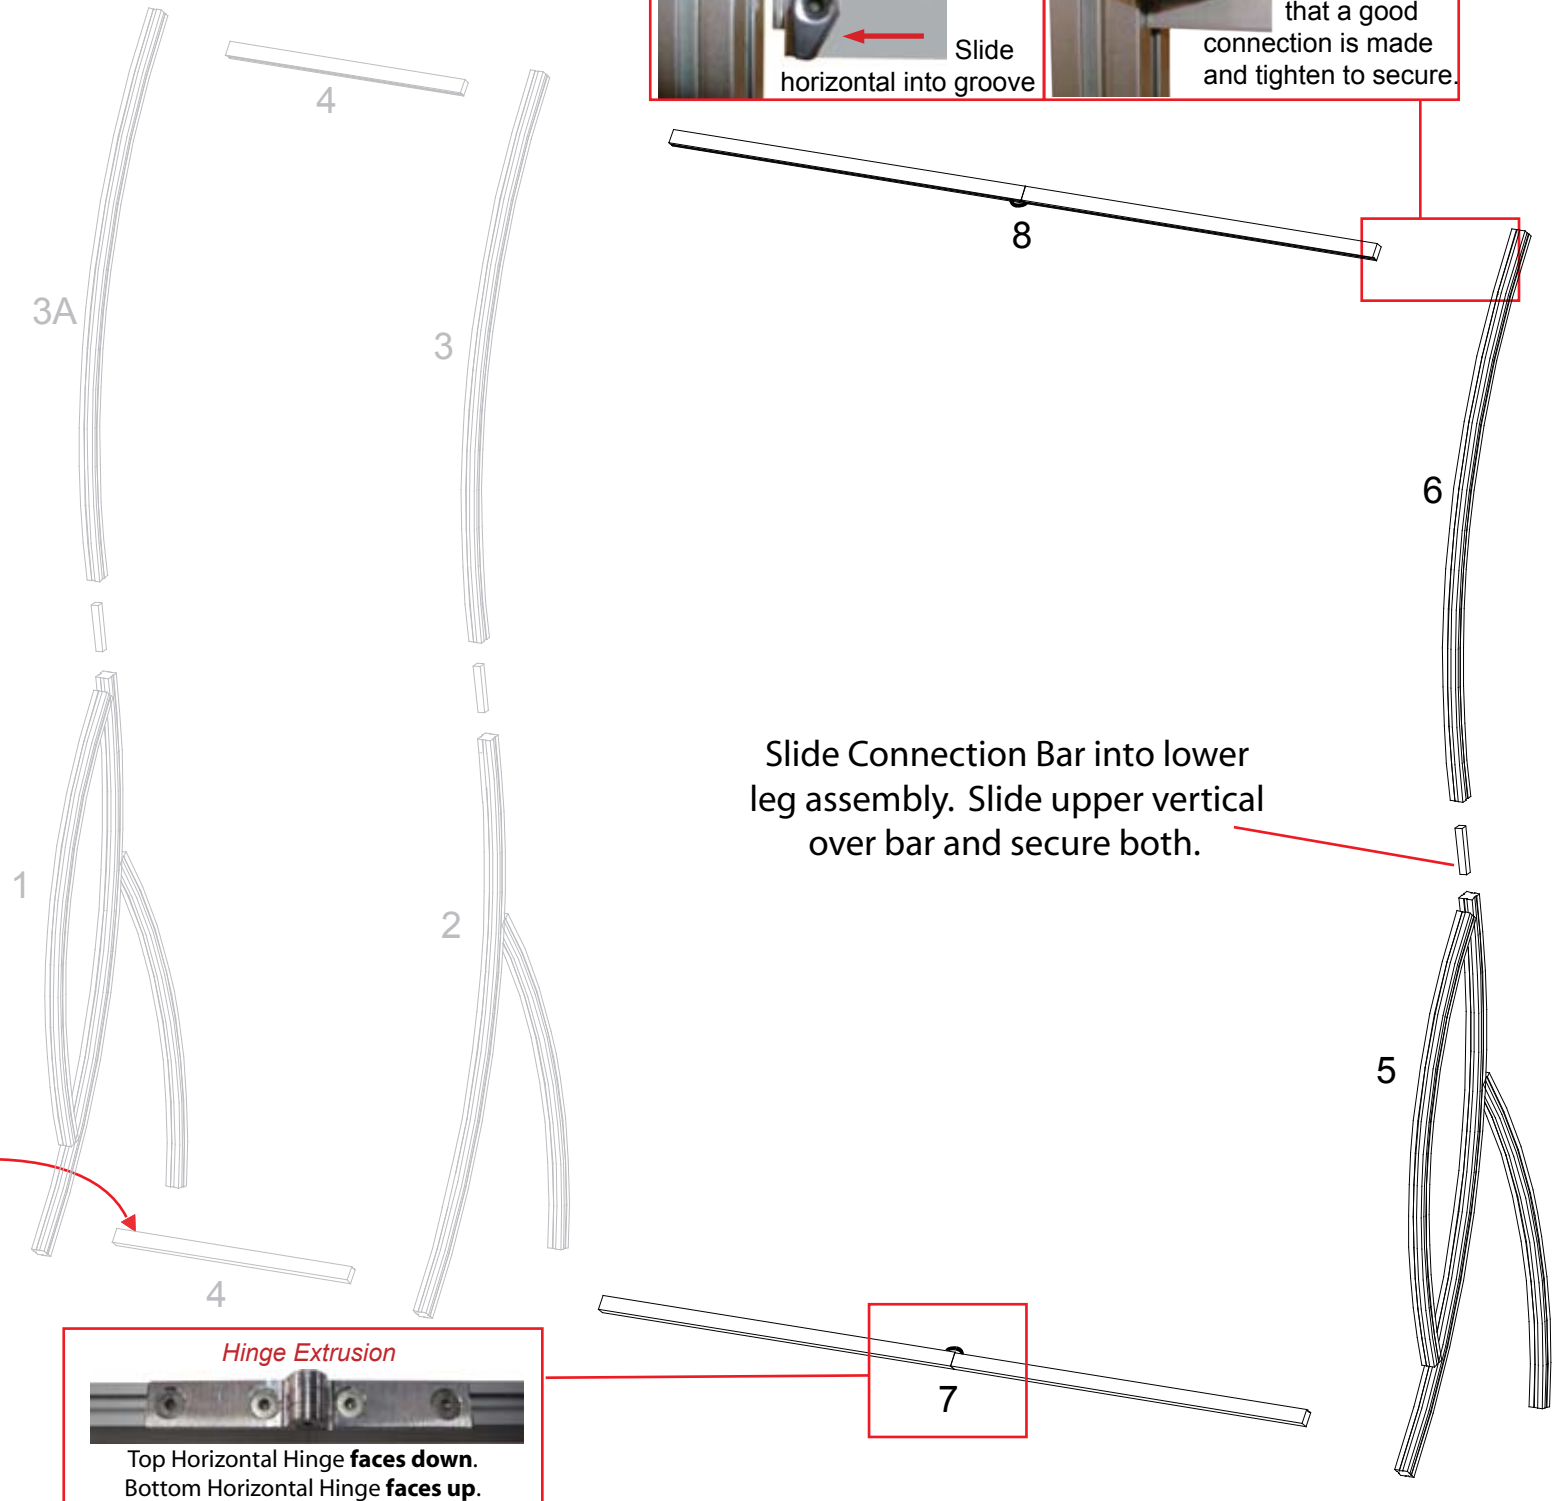 that a good
connection is made
and tighten to secure.
Slide
horizontal into groove
4
8
3A
3
6
Slide Connection Bar into lower
leg assembly.  Slide upper vertical
over bar and secure both.
1
2
5
4
7
Hinge Extrusion
Top Horizontal Hinge faces down.
Bottom Horizontal Hinge faces up.